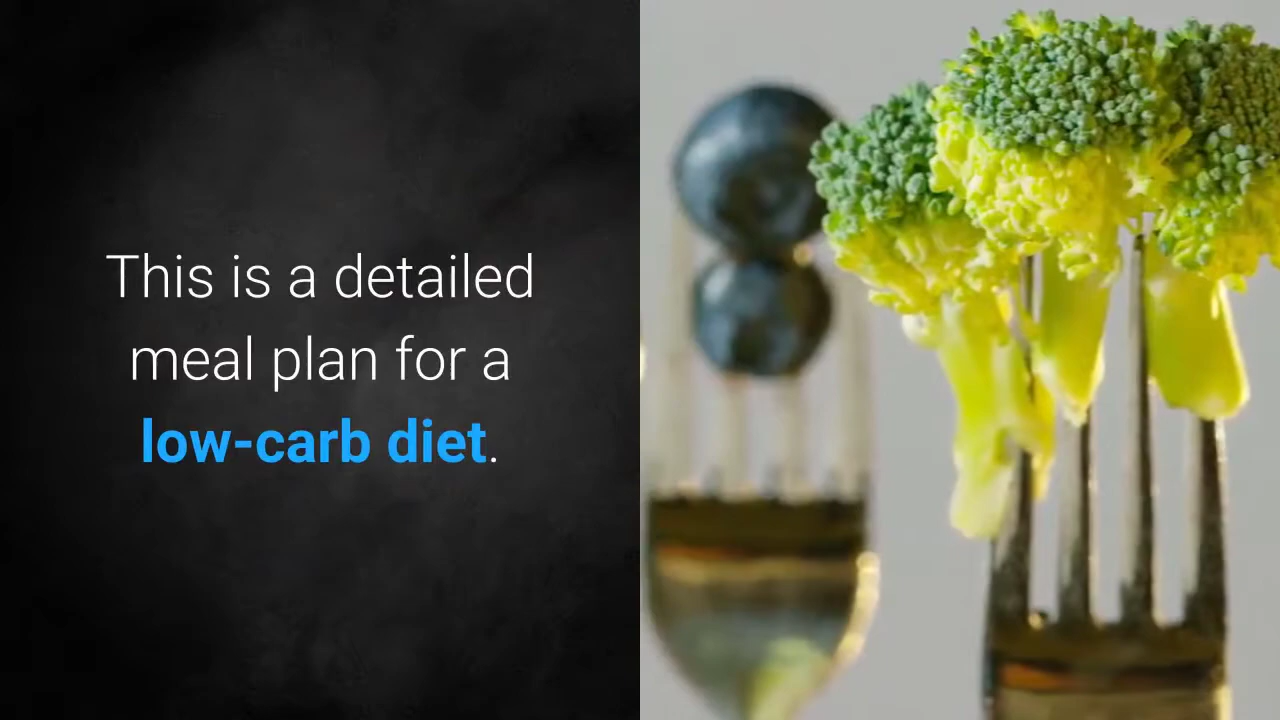 This is a detailed
meal plan for a
low-carb diet.